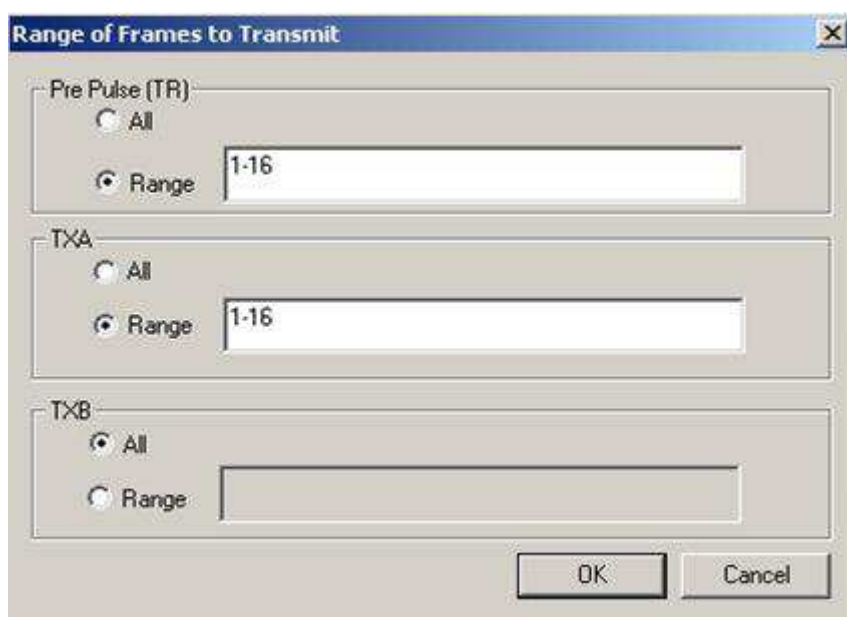 Range of Frames to Transmit
Pre Pulse (TR)
All
Range 1-16
TXA
All
Range 1-16
TXB
All
Range
OK Cancel